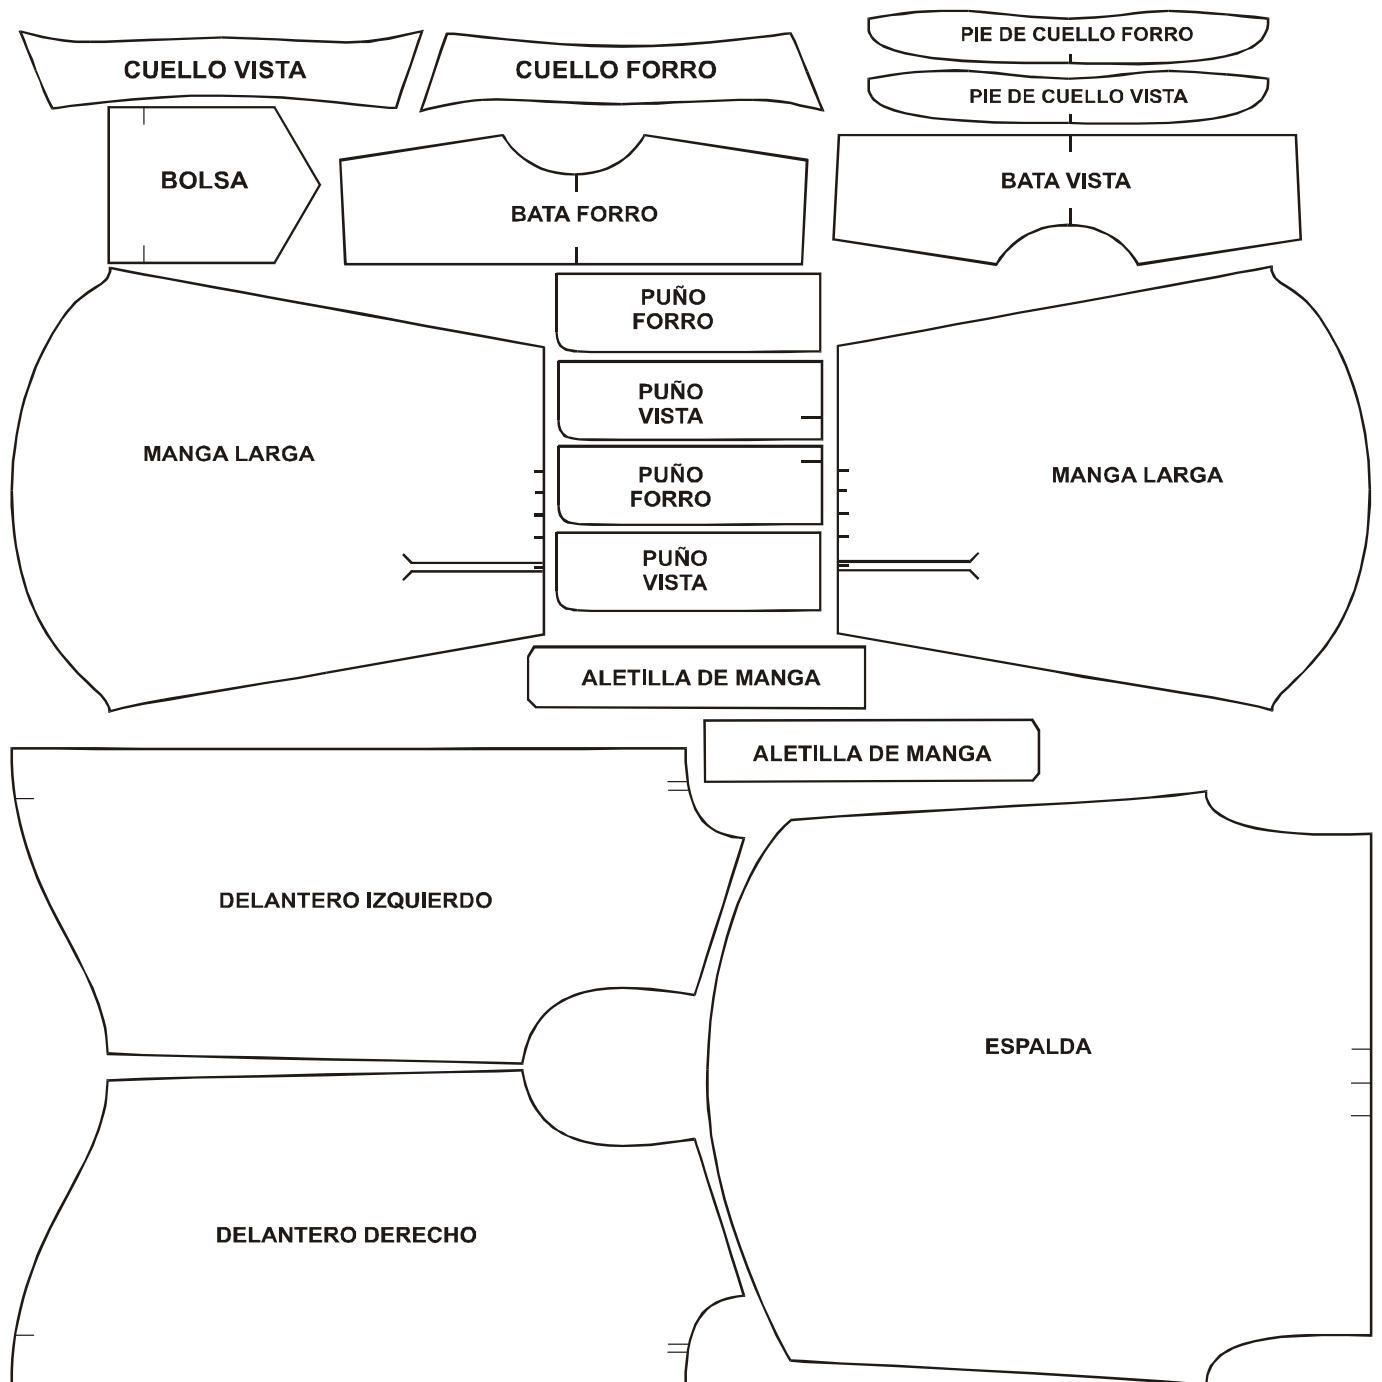 PIE DE CUELLO FORRO
CUELLO VISTA
CUELLO FORRO
PIE DE CUELLO VISTA
BOLSA
BATA FORRO
BATA VISTA
PUÑO
FORRO
PUÑO
VISTA
MANGA LARGA
PUÑO
FORRO
MANGA LARGA
PUÑO
VISTA
ALETILLA DE MANGA
ALETILLA DE MANGA
DELANTERO IZQUIERDO
ESPALDA
DELANTERO DERECHO